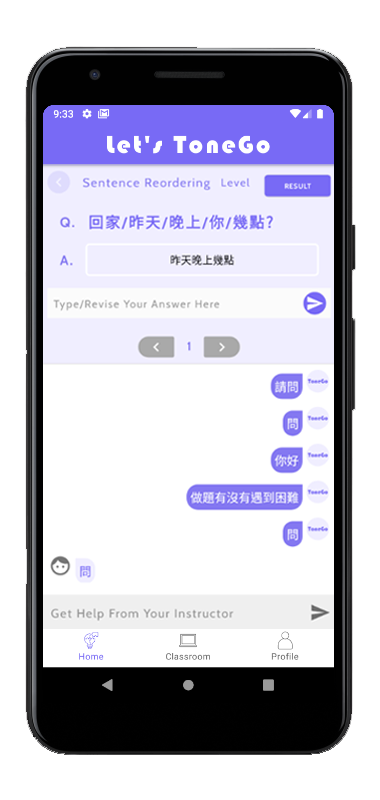 9:33
Let's ToneGo
Sentence Reordering Level RESULT
Q. 回家/昨天/晚上/你/幾點?
A. 昨天晚上幾點
Type/Revise Your Answer Here
1
請問 ToneGo
問 ToneGo
你好 ToneGo
做題有沒有遇到困難 ToneGo
問 ToneGo
問
Get Help From Your Instructor
Home Classroom Profile